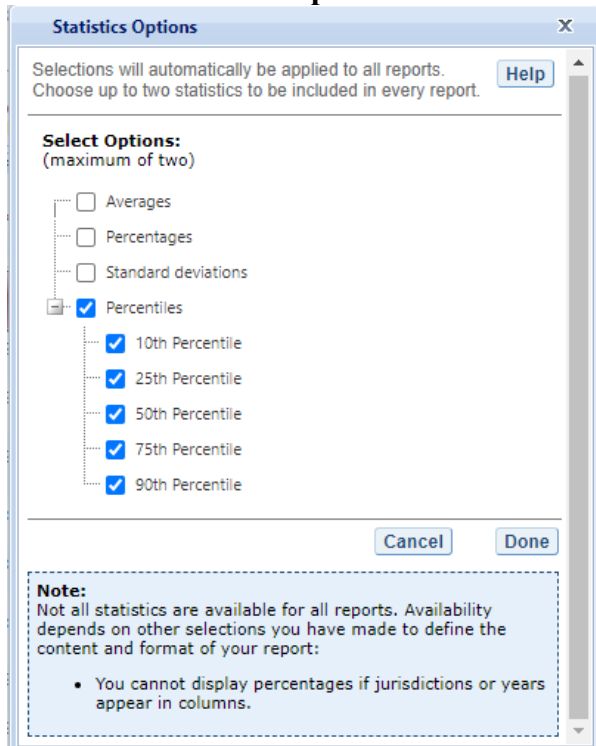 Statistics Options
x
Selections will automatically be applied to all reports.
Choose up to two statistics to be included in every report.
Help
Select Options:
(maximum of two)
Averages
Percentages
Standard deviations
Percentiles
10th Percentile
25th Percentile
50th Percentile
75th Percentile
90th Percentile
Cancel
Done
Note:
Not all statistics are available for all reports. Availability
depends on other selections you have made to define the
content and format of your report:
• You cannot display percentages if jurisdictions or years
appear in columns.